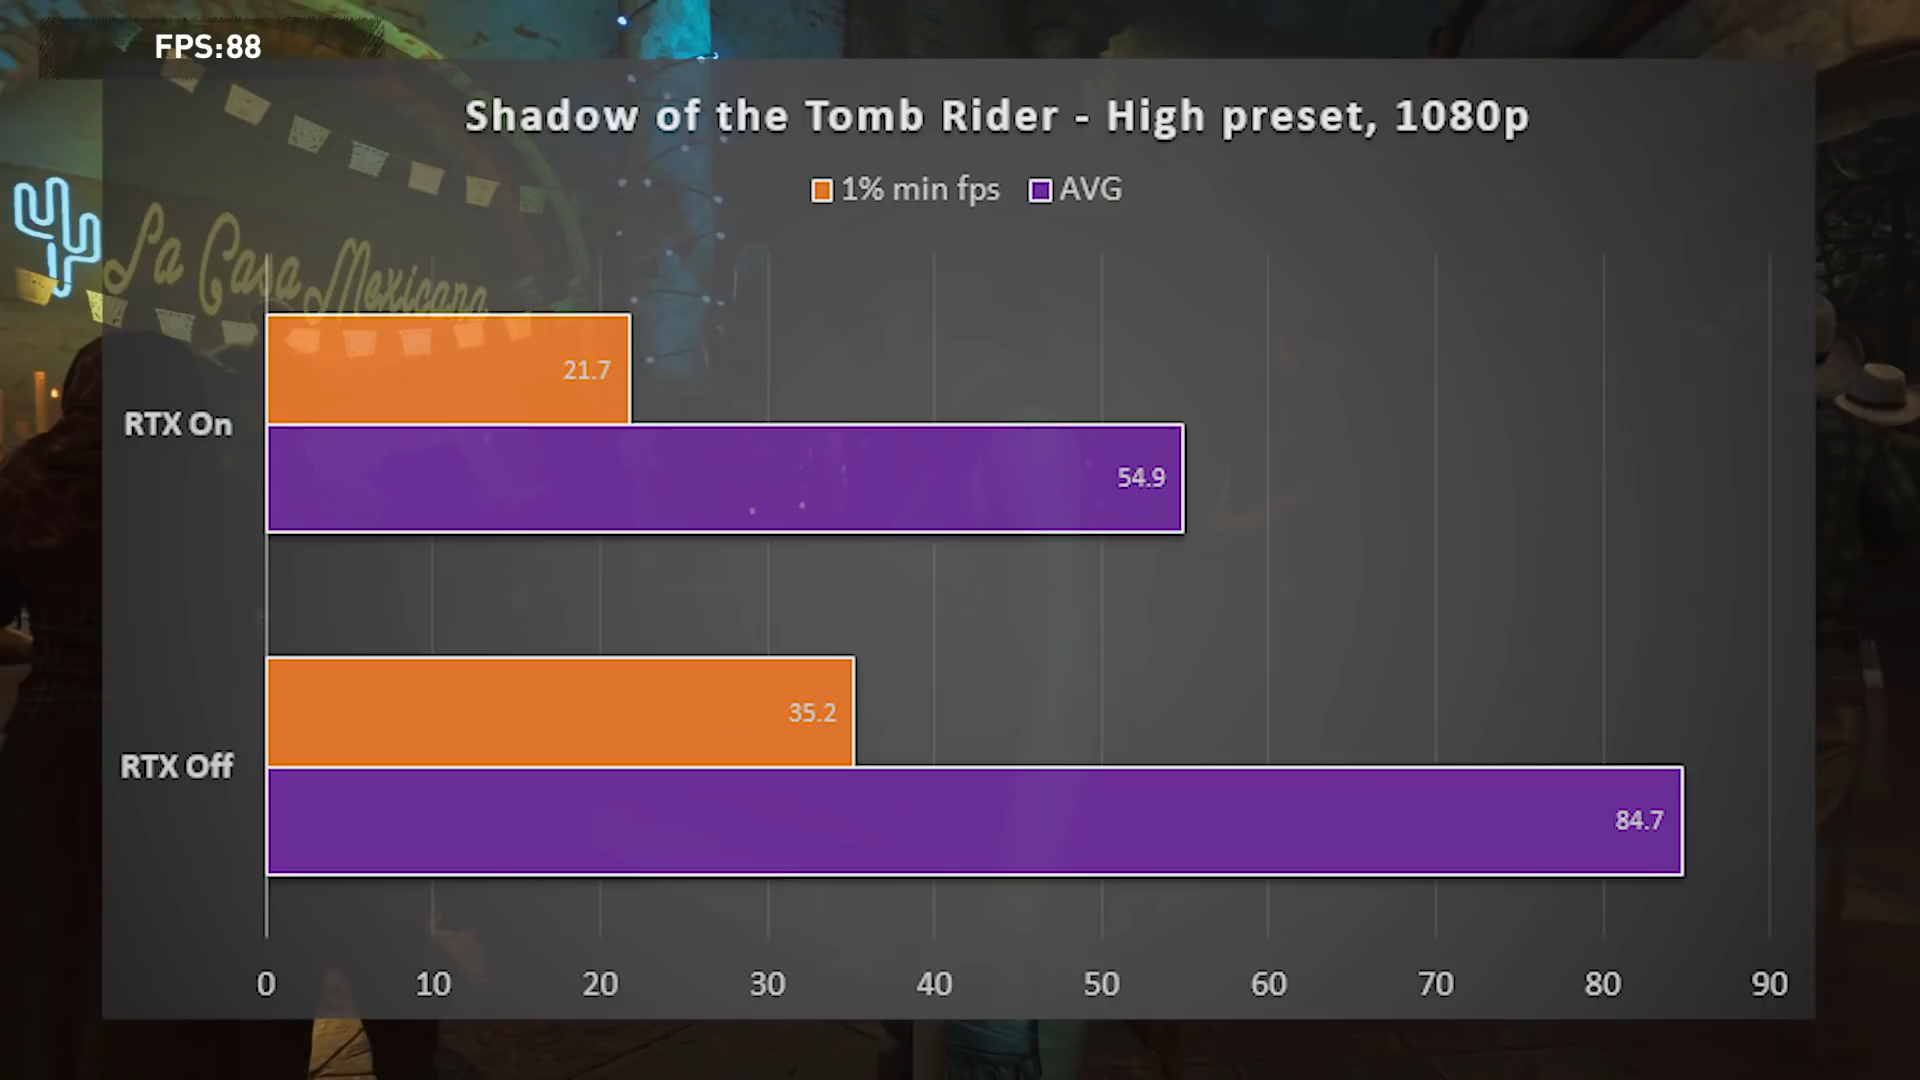 FPS:88
Shadow of the Tomb Rider - High preset, 1080p
1% min fps AVG
La Casa Mexicana
21.7
RTX On
54.9
35.2
RTX Off
84.7
0 10 20 30 40 50 60 70 80 90